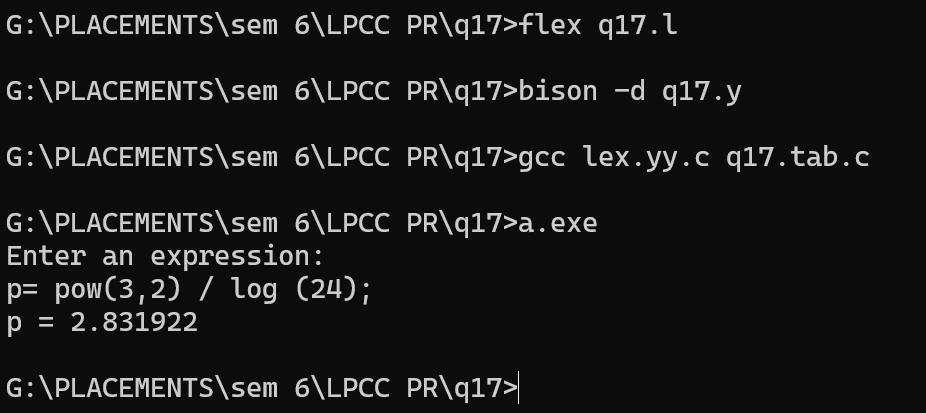 G:\PLACEMENTS\sem 6\LPCC PR\q17>flex q17.l
G:\PLACEMENTS\sem 6\LPCC PR\q17>bison -d q17.y
G:\PLACEMENTS\sem 6\LPCC PR\q17>gcc lex.yy.c q17.tab.c
G:\PLACEMENTS\sem 6\LPCC PR\q17>a.exe
Enter an expression:
p= pow(3,2) / log (24);
p = 2.831922
G:\PLACEMENTS\sem 6\LPCC PR\q17>